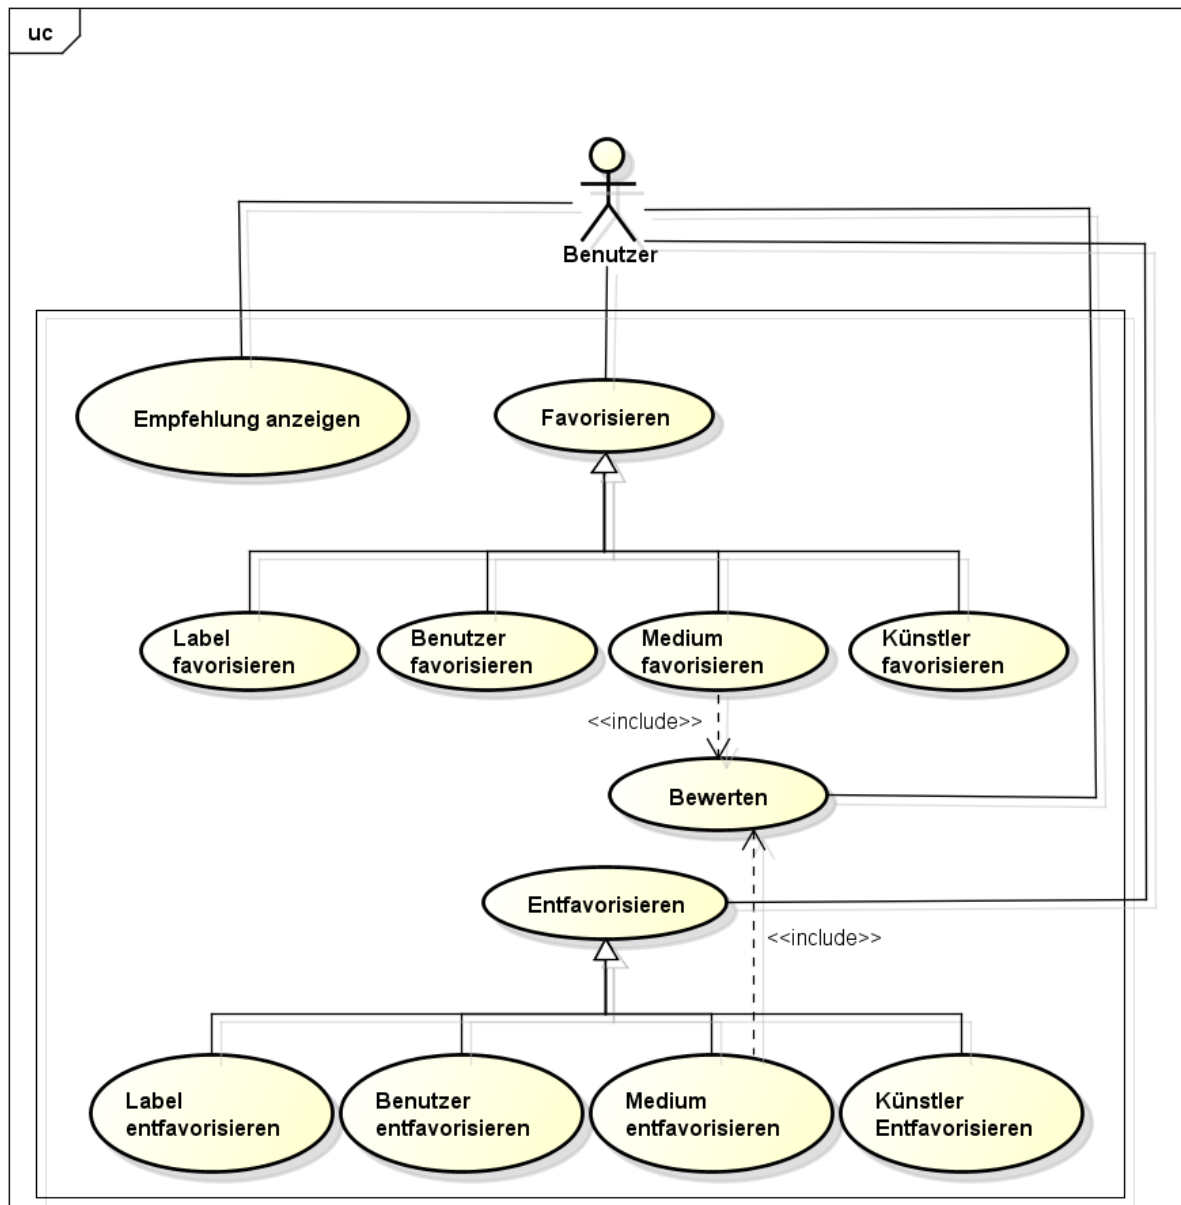 uc
Benutzer
Empfehlung anzeigen
Favorisieren
Label
favorisieren
Benutzer
favorisieren
Medium
favorisieren
Künstler
favorisieren
<<include>>
Bewerten
Entfavorisieren
<<include>>
Label
entfavorisieren
Benutzer
entfavorisieren
Medium
entfavorisieren
Künstler
Entfavorisieren